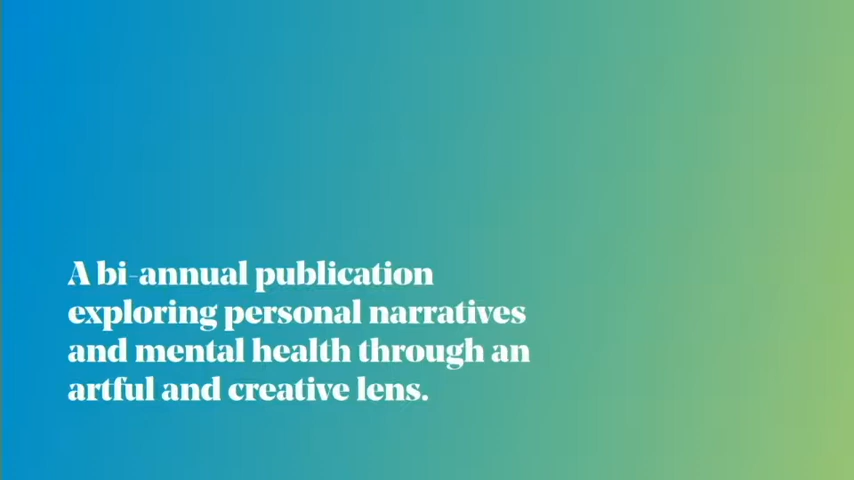 A bi-annual publication
exploring personal narratives
and mental health through an
artful and creative lens.